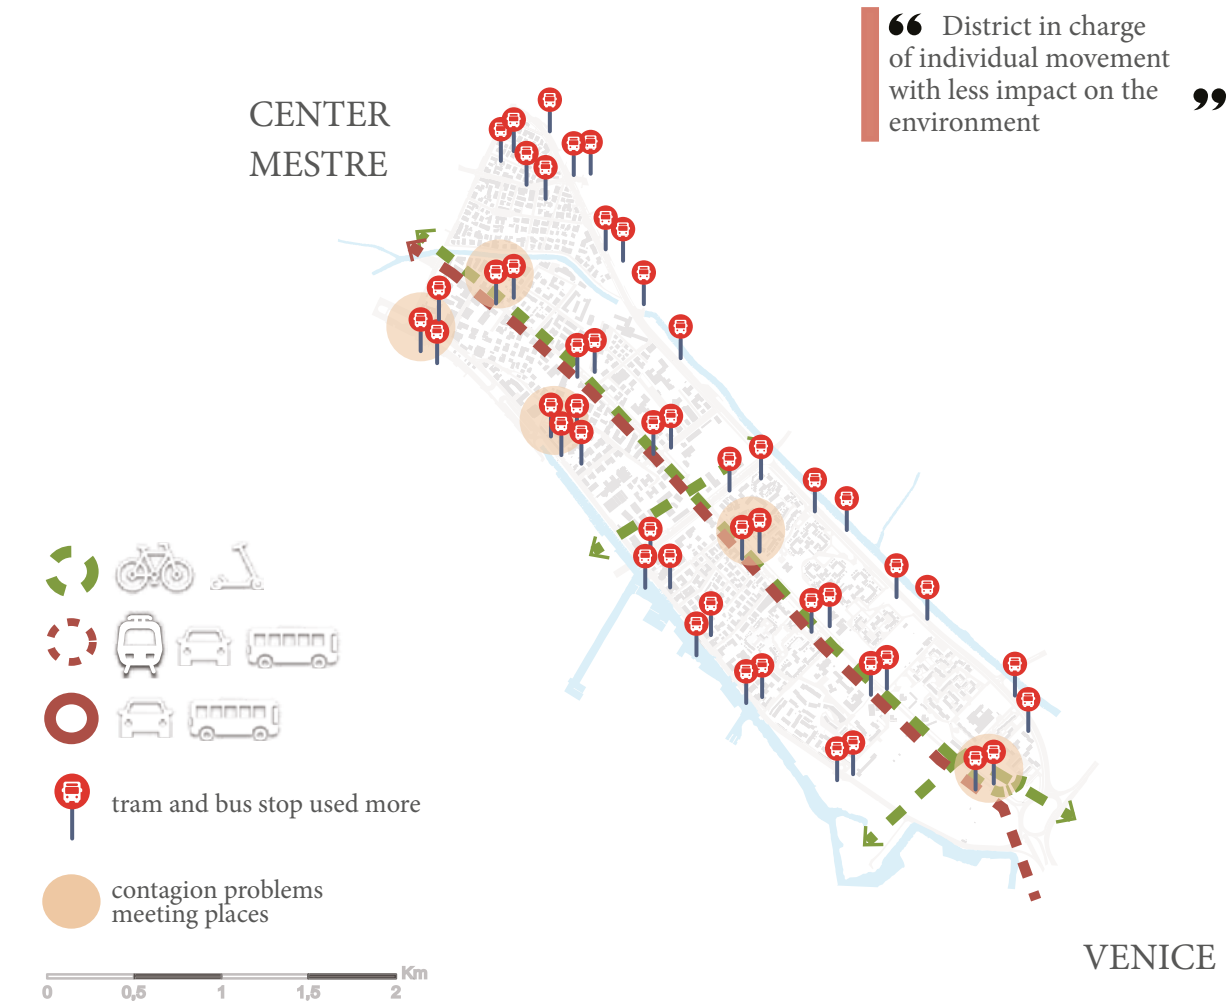 “ District in charge
of individual movement
with less impact on the ”
environment
CENTER
MESTRE
tram and bus stop used more
contagion problems
meeting places
Km
0 0,5 1 1,5 2
VENICE